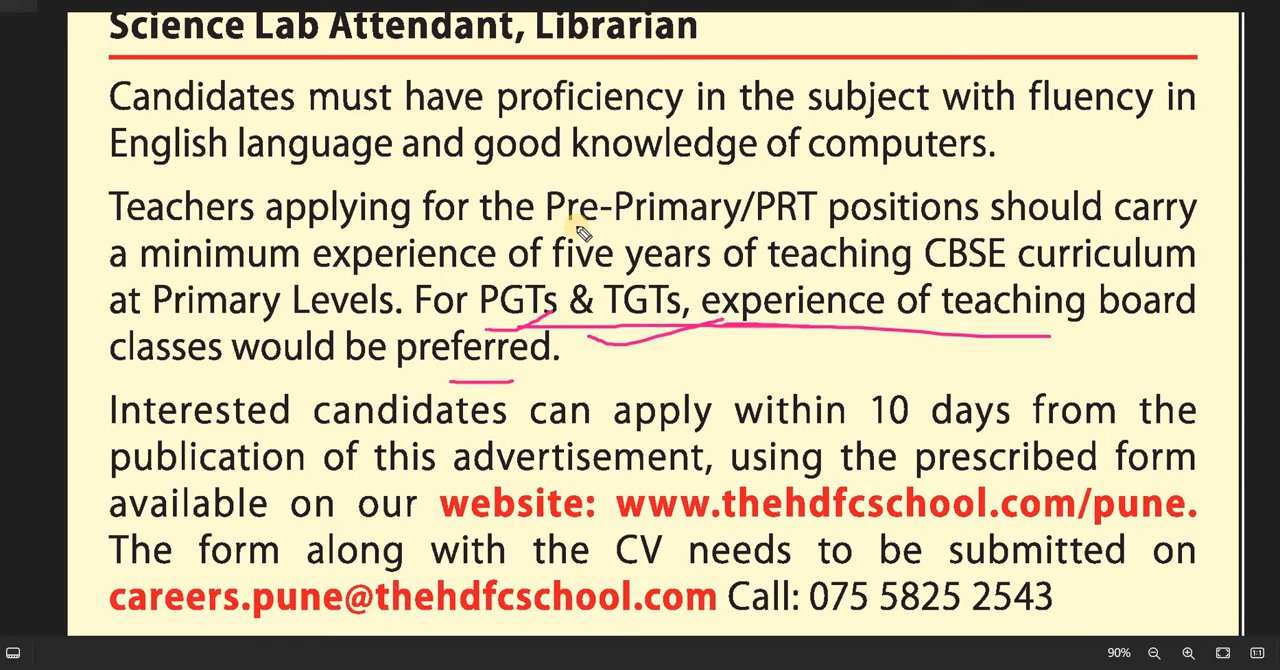 Science Lab Attendant, Librarian
Candidates must have proficiency in the subject with fluency in
English language and good knowledge of computers.
Teachers applying for the Pre-Primary/PRT positions should carry
a minimum experience of five years of teaching CBSE curriculum
at Primary Levels. For PGTs & TGTs, experience of teaching board
classes would be preferred.
Interested candidates can apply within 10 days from the
publication of this advertisement, using the prescribed form
available on our website: www.thehdfcschool.com/pune.
The form along with the CV needs to be submitted on
careers.pune@thehdfcschool.com Call: 075 5825 2543
90%
1:1